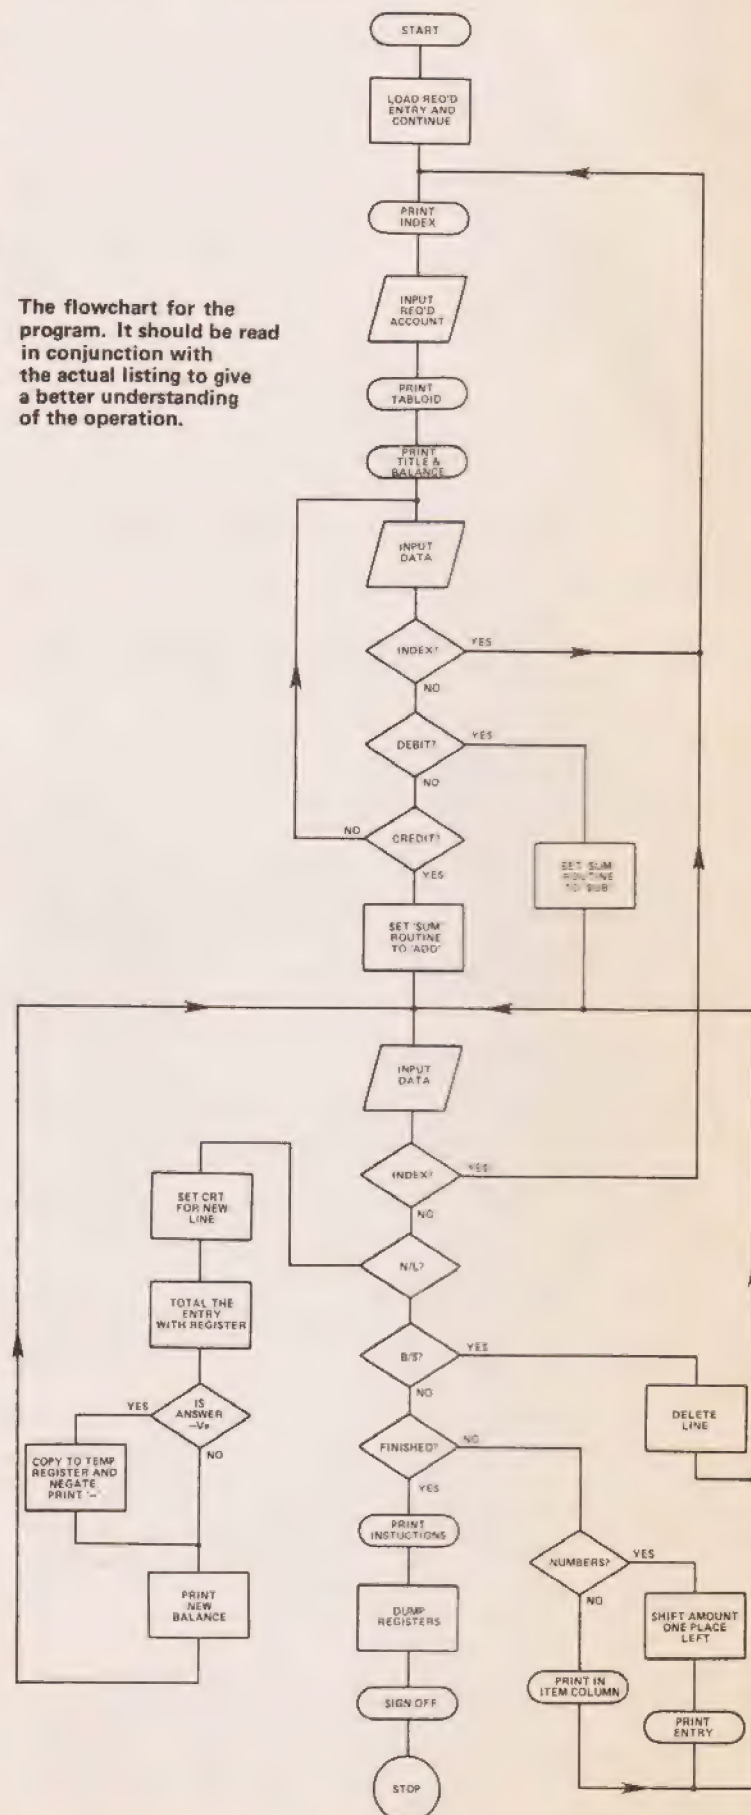 START
LOAD REQ'D
ENTRY AND
CONTINUE
PRINT
INDEX
The flowchart for the
program. It should be read
in conjunction with
the actual listing to give
a better understanding
of the operation.
INPUT
REQ'D
ACCOUNT
PRINT
TABLOID
PRINT
TITLE &
BALANCE
INPUT
DATA
INDEX?
YES
NO
DEBIT?
YES
NO
CREDIT?
NO
YES
SET 'SUM'
ROUTINE
TO 'SUB'
SET 'SUM'
ROUTINE
TO 'ADD'
INPUT
DATA
INDEX?
YES
NO
SET CRT
FOR NEW
LINE
N/L?
TOTAL THE
ENTRY
WITH REGISTER
B/S?
YES
NO
IS
ANSWER
–Ve
YES
NO
DELETE
LINE
FINISHED?
NO
YES
COPY TO TEMP
REGISTER AND
NEGATE
PRINT '–'
PRINT
INSTUCTIONS
NUMBERS?
YES
NO
PRINT
NEW
BALANCE
DUMP
REGISTERS
SHIFT AMOUNT
ONE PLACE
LEFT
PRINT IN
ITEM COLUMN
SIGN OFF
PRINT
ENTRY
STOP